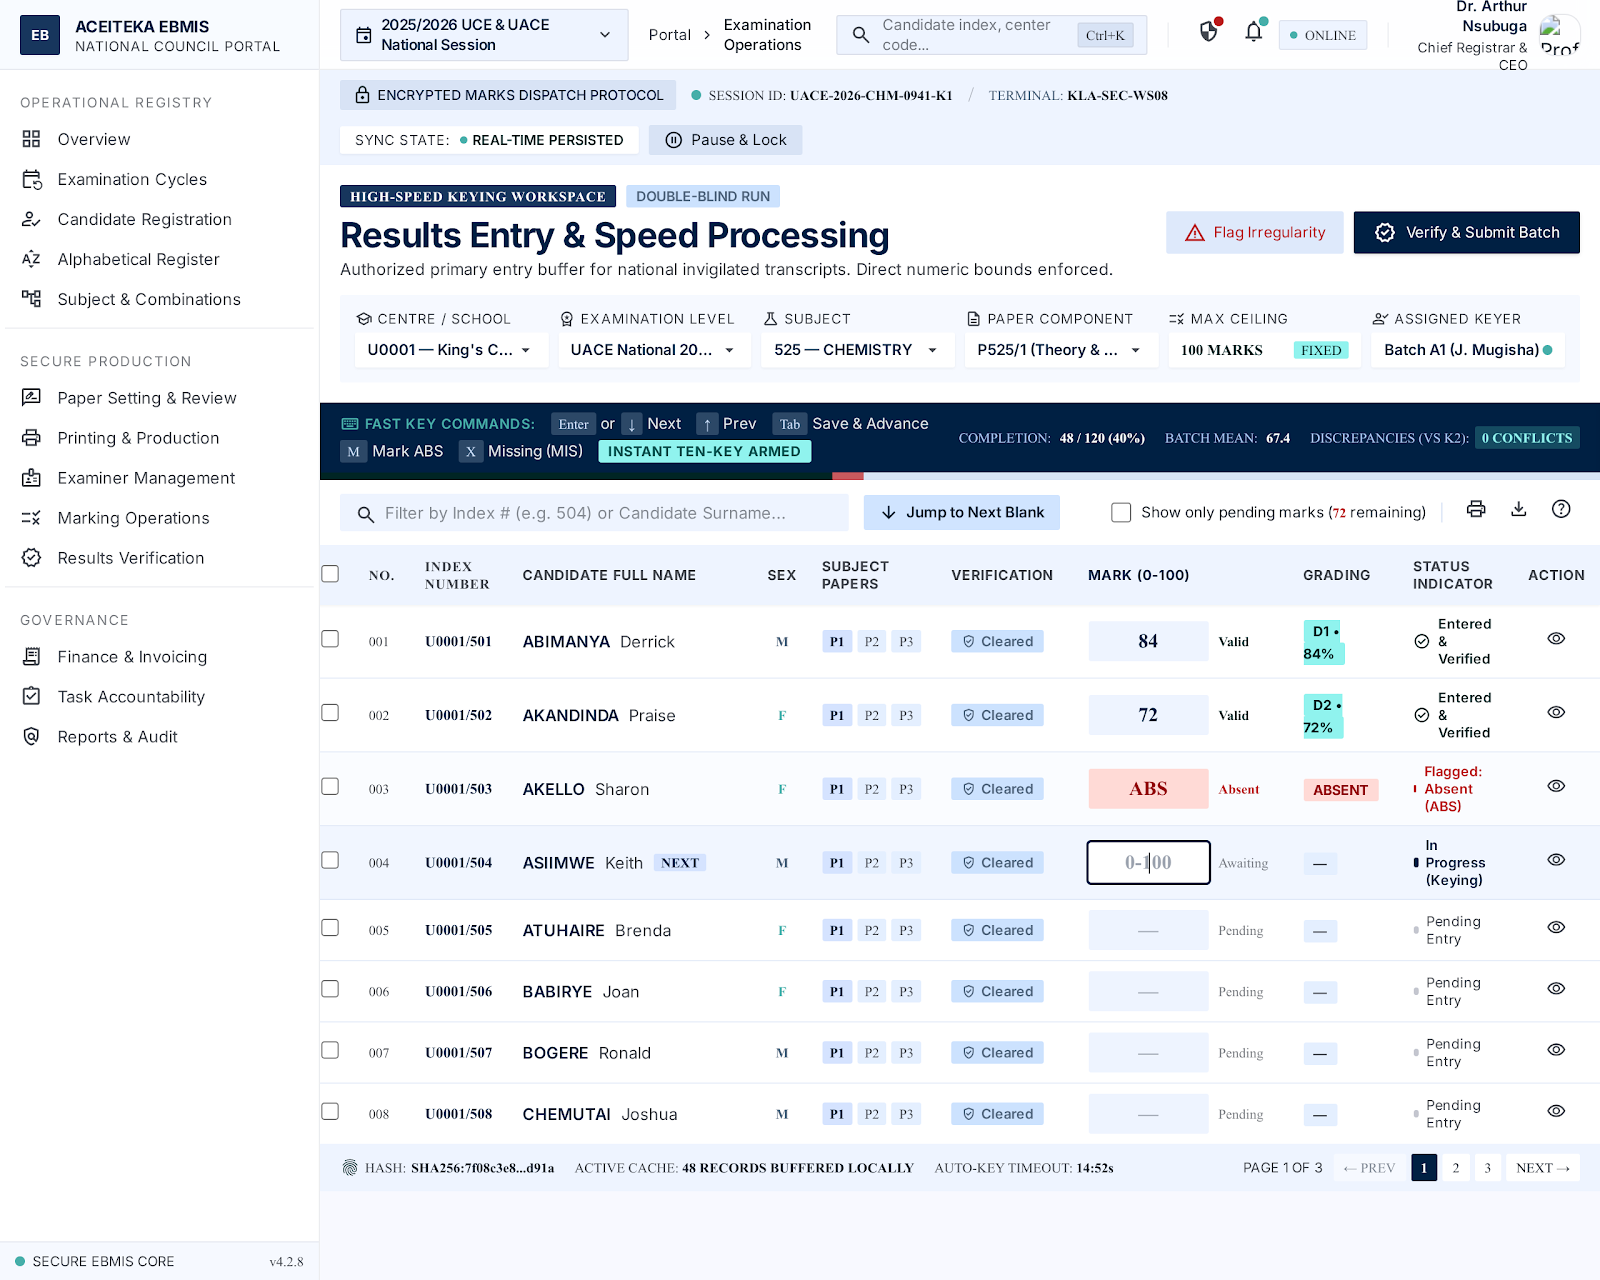 EB
ACEITEKA EBMIS
NATIONAL COUNCIL PORTAL
2025/2026 UCE & UACE
National Session
Portal
Examination
Operations
Candidate index, center
code...
Ctrl+K
ONLINE
Dr. Arthur
Nsubuga
Chief Registrar &
CEO
Prof
OPERATIONAL REGISTRY
Overview
Examination Cycles
Candidate Registration
Alphabetical Register
Subject & Combinations
SECURE PRODUCTION
Paper Setting & Review
Printing & Production
Examiner Management
Marking Operations
Results Verification
GOVERNANCE
Finance & Invoicing
Task Accountability
Reports & Audit
SECURE EBMIS CORE v4.2.8
ENCRYPTED MARKS DISPATCH PROTOCOL SESSION ID: UACE-2026-CHM-0941-K1 / TERMINAL: KLA-SEC-WS08
SYNC STATE: REAL-TIME PERSISTED Pause & Lock
HIGH-SPEED KEYING WORKSPACE DOUBLE-BLIND RUN
Results Entry & Speed Processing
Authorized primary entry buffer for national invigilated transcripts. Direct numeric bounds enforced.
Flag Irregularity Verify & Submit Batch
CENTRE / SCHOOL EXAMINATION LEVEL SUBJECT PAPER COMPONENT MAX CEILING ASSIGNED KEYER
U0001 — King's C... UACE National 20... 525 — CHEMISTRY P525/1 (Theory & ... 100 MARKS FIXED Batch A1 (J. Mugisha)
FAST KEY COMMANDS: Enter or ↓ Next ↑ Prev Tab Save & Advance
M Mark ABS X Missing (MIS) INSTANT TEN-KEY ARMED
COMPLETION: 48 / 120 (40%) BATCH MEAN: 67.4 DISCREPANCIES (VS K2): 0 CONFLICTS
Filter by Index # (e.g. 504) or Candidate Surname... Jump to Next Blank Show only pending marks (72 remaining)
NO. INDEX NUMBER CANDIDATE FULL NAME SEX SUBJECT PAPERS VERIFICATION MARK (0-100) GRADING STATUS INDICATOR ACTION
001 U0001/501 ABIMANYA Derrick M P1 P2 P3 Cleared 84 Valid D1 • 84% Entered & Verified
002 U0001/502 AKANDINDA Praise F P1 P2 P3 Cleared 72 Valid D2 • 72% Entered & Verified
003 U0001/503 AKELLO Sharon F P1 P2 P3 Cleared ABS Absent ABSENT Flagged: Absent (ABS)
004 U0001/504 ASIIMWE Keith NEXT M P1 P2 P3 Cleared 0-100 Awaiting — In Progress (Keying)
005 U0001/505 ATUHAIRE Brenda F P1 P2 P3 Cleared — Pending — Pending Entry
006 U0001/506 BABIRYE Joan F P1 P2 P3 Cleared — Pending — Pending Entry
007 U0001/507 BOGERE Ronald M P1 P2 P3 Cleared — Pending — Pending Entry
008 U0001/508 CHEMUTAI Joshua M P1 P2 P3 Cleared — Pending — Pending Entry
HASH: SHA256:7f08c3e8...d91a ACTIVE CACHE: 48 RECORDS BUFFERED LOCALLY AUTO-KEY TIMEOUT: 14:52s PAGE 1 OF 3 ← PREV 1 2 3 NEXT →